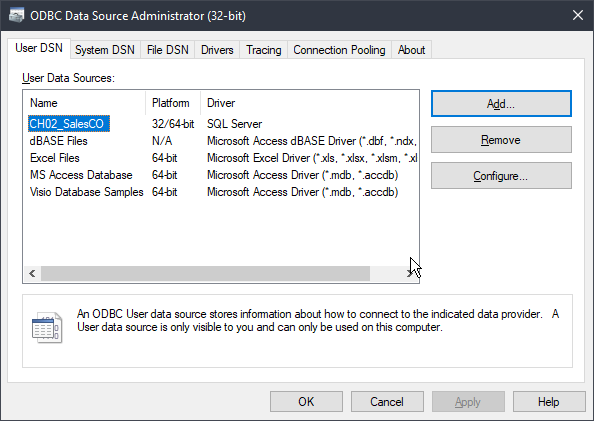 ODBC Data Source Administrator (32-bit)
User DSN System DSN File DSN Drivers Tracing Connection Pooling About
User Data Sources:
Name Platform Driver
CH02_SalesCO 32/64-bit SQL Server
dBASE Files N/A Microsoft Access dBASE Driver (*.dbf, *.ndx,
Excel Files 64-bit Microsoft Excel Driver (*.xls, *.xlsx, *.xlsm, *.xl
MS Access Database 64-bit Microsoft Access Driver (*.mdb, *.accdb)
Visio Database Samples 64-bit Microsoft Access Driver (*.mdb, *.accdb)
Add...
Remove
Configure...
An ODBC User data source stores information about how to connect to the indicated data provider. A
User data source is only visible to you and can only be used on this computer.
OK Cancel Apply Help